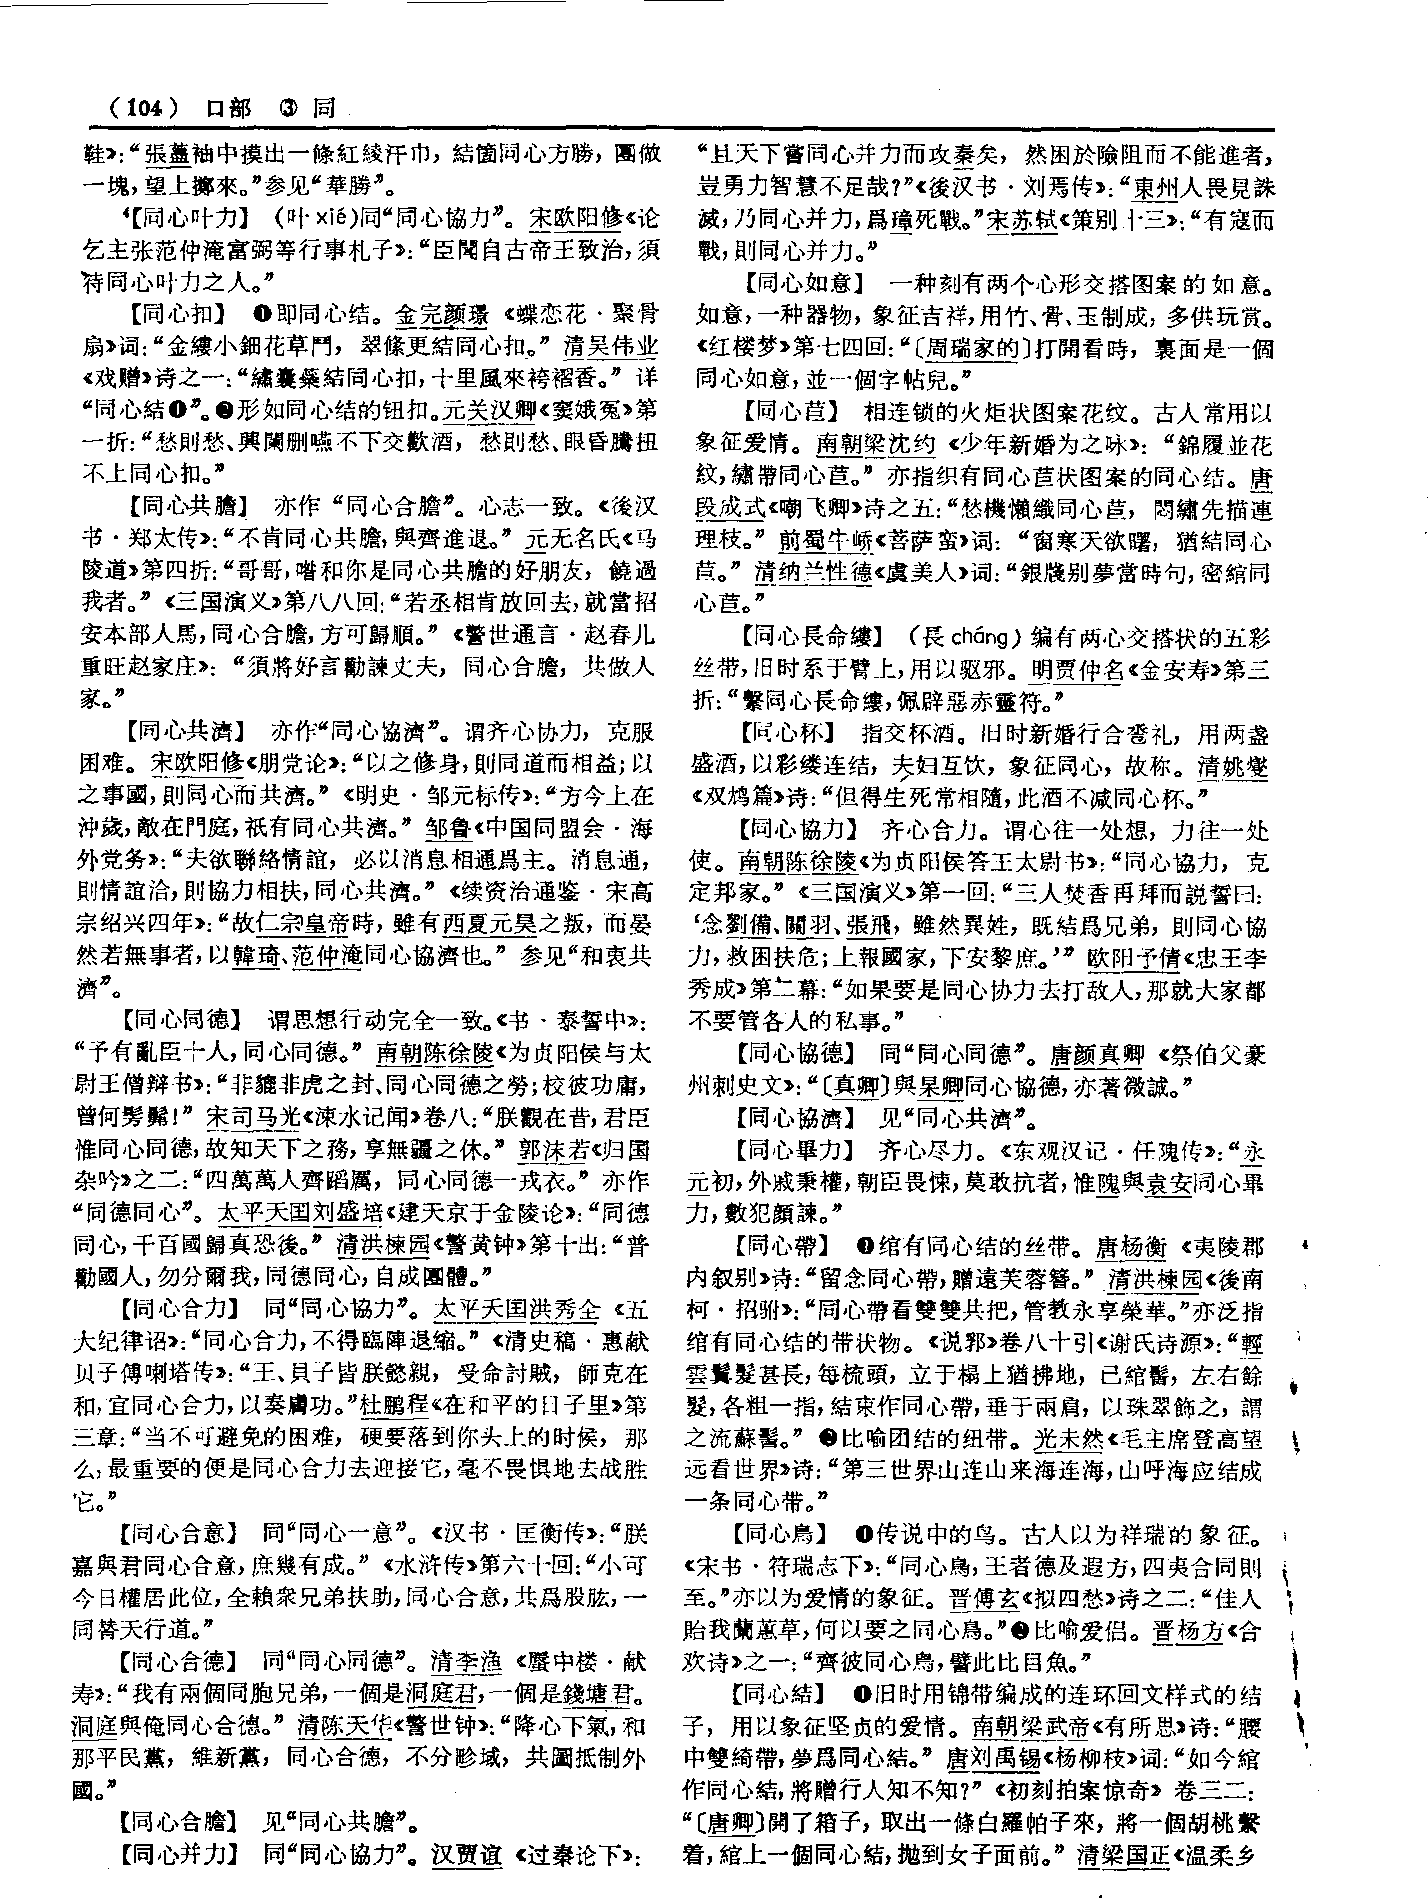 （104） 口部 ③ 同
鞋》：“張藎袖中摸出一條紅綾汗巾，結箇同心方勝，團做
一塊，望上擲來。”参见“華勝”。
【同心叶力】 （叶 xié）同“同心協力”。宋欧阳修《论
乞主张范仲淹富弼等行事札子》：“臣聞自古帝王致治，須
待同心叶力之人。”
【同心扣】 ❶即同心结。金完颜璟《蝶恋花·聚骨
扇》词：“金縷小鈿花草鬥，翠條更結同心扣。” 清吴伟业
《戏赠》诗之一：“繡囊蘂結同心扣，十里風來袴褶香。” 详
“同心結❶”。❷形如同心结的钮扣。元关汉卿《窦娥冤》第
一折：“愁則愁、興闌删嚥不下交歡酒，愁則愁、眼昏騰扭
不上同心扣。”
【同心共膽】 亦作“同心合膽”。心志一致。《後汉
书·郑太传》：“不肯同心共膽，與齊進退。” 元无名氏《马
陵道》第四折：“哥哥，喒和你是同心共膽的好朋友，饒過
我者。”《三国演义》第八八回：“若丞相肯放回去，就當招
安本部人馬，同心合膽，方可歸順。”《警世通言·赵春儿
重旺赵家庄》：“須將好言勸諫丈夫，同心合膽，共做人
家。”
【同心共濟】 亦作“同心協濟”。谓齐心协力，克服
困难。宋欧阳修《朋党论》：“以之修身，則同道而相益；以
之事國，則同心而共濟。”《明史·邹元标传》：“方今上在
沖歲，敵在門庭，祇有同心共濟。” 邹鲁《中国同盟会·海
外党务》：“夫欲聯絡情誼，必以消息相通爲主。消息通，
則情誼洽，則協力相扶，同心共濟。”《续资治通鉴·宋高
宗绍兴四年》：“故仁宗皇帝時，雖有西夏元昊之叛，而晏
然若無事者，以韓琦、范仲淹同心協濟也。” 参见“和衷共
濟”。
【同心同德】 谓思想行动完全一致。《书·泰誓中》：
“予有亂臣十人，同心同德。” 南朝陈徐陵《为贞阳侯与太
尉王僧辩书》：“非貔非虎之封、同心同德之勞；校彼功庸，
曾何髣髴！” 宋司马光《涑水记闻》卷八：“朕觀在昔，君臣
惟同心同德，故知天下之務，享無疆之休。” 郭沫若《归国
杂吟》之二：“四萬萬人齊蹈厲，同心同德一戎衣。” 亦作
“同德同心”。太平天囯刘盛培《建天京于金陵论》：“同德
同心，千百國歸真恐後。” 清洪楝园《警黄钟》第十出：“普
勸國人，勿分爾我，同德同心，自成團體。”
【同心合力】 同“同心協力”。太平天囯洪秀全《五
大纪律诏》：“同心合力，不得臨陣退縮。”《清史稿·惠献
贝子傅喇塔传》：“王、貝子皆朕懿親，受命討賊，師克在
和，宜同心合力，以奏膚功。”杜鹏程《在和平的日子里》第
三章：“当不可避免的困难，硬要落到你头上的时候，那
么，最重要的便是同心合力去迎接它，毫不畏惧地去战胜
它。”
【同心合意】 同“同心一意”。《汉书·匡衡传》：“朕
嘉與君同心合意，庶幾有成。”《水浒传》第六十回：“小可
今日權居此位，全賴衆兄弟扶助，同心合意，共爲股肱，一
同替天行道。”
【同心合德】 同“同心同德”。清李渔《蜃中楼·献
寿》：“我有兩個同胞兄弟，一個是洞庭君，一個是錢塘君。
洞庭與俺同心合德。” 清陈天华《警世钟》：“降心下氣，和
那平民黨，維新黨，同心合德，不分畛域，共圖抵制外
國。”
【同心合膽】 见“同心共膽”。
【同心并力】 同“同心協力”。汉贾谊《过秦论下》：
“且天下嘗同心并力而攻秦矣，然困於險阻而不能進者，
豈勇力智慧不足哉？”《後汉书·刘焉传》：“東州人畏見誅
滅，乃同心并力，爲璋死戰。”宋苏轼《策别十三》：“有寇而
戰，則同心并力。”
【同心如意】 一种刻有两个心形交搭图案的如意。
如意，一种器物，象征吉祥，用竹、骨、玉制成，多供玩赏。
《红楼梦》第七四回：“〔周瑞家的〕打開看時，裏面是一個
同心如意，並一個字帖兒。”
【同心苣】 相连锁的火炬状图案花纹。古人常用以
象征爱情。南朝梁沈约《少年新婚为之咏》：“錦履並花
紋，繡帶同心苣。” 亦指织有同心苣状图案的同心结。唐
段成式《嘲飞卿》诗之五：“愁機懶織同心苣，悶繡先描連
理枝。” 前蜀牛峤《菩萨蛮》词：“窗寒天欲曙，猶結同心
苣。” 清纳兰性德《虞美人》词：“銀牋别夢當時句，密綰同
心苣。”
【同心長命縷】 （長 cháng）编有两心交搭状的五彩
丝带，旧时系于臂上，用以驱邪。明贾仲名《金安寿》第三
折：“繫同心長命縷，佩辟惡赤靈符。”
【同心杯】 指交杯酒。旧时新婚行合卺礼，用两盏
盛酒，以彩缕连结，夫妇互饮，象征同心，故称。清姚燮
《双鸩篇》诗：“但得生死常相隨，此酒不减同心杯。”
【同心協力】 齐心合力。谓心往一处想，力往一处
使。南朝陈徐陵《为贞阳侯答王太尉书》：“同心協力，克
定邦家。”《三国演义》第一回：“三人焚香再拜而説誓曰：
‘念劉備、關羽、張飛，雖然異姓，既結爲兄弟，則同心協
力，救困扶危；上報國家，下安黎庶。’” 欧阳予倩《忠王李
秀成》第二幕：“如果要是同心协力去打敌人，那就大家都
不要管各人的私事。”
【同心協德】 同“同心同德”。唐颜真卿《祭伯父豪
州刺史文》：“〔真卿〕與杲卿同心協德，亦著微誠。”
【同心協濟】 见“同心共濟”。
【同心畢力】 齐心尽力。《东观汉记·任隗传》：“永
元初，外戚秉權，朝臣畏悚，莫敢抗者，惟隗與袁安同心畢
力，數犯顔諫。”
【同心帶】 ❶绾有同心结的丝带。唐杨衡《夷陵郡
内叙别》诗：“留念同心帶，贈遠芙蓉簪。” 清洪楝园《後南
柯·招驸》：“同心帶看雙雙共把，管教永享榮華。”亦泛指
绾有同心结的带状物。《说郛》卷八十引《谢氏诗源》：“輕
雲鬢髮甚長，每梳頭，立于榻上猶拂地，已綰髻，左右餘
髮，各粗一指，結束作同心帶，垂于兩肩，以珠翠飾之，謂
之流蘇髻。” ❷比喻团结的纽带。光未然《毛主席登高望
远看世界》诗：“第三世界山连山来海连海，山呼海应结成
一条同心带。”
【同心鳥】 ❶传说中的鸟。古人以为祥瑞的象征。
《宋书·符瑞志下》：“同心鳥，王者德及遐方，四夷合同則
至。”亦以为爱情的象征。晋傅玄《拟四愁》诗之二：“佳人
貽我蘭蕙草，何以要之同心鳥。”❷比喻爱侣。晋杨方《合
欢诗》之一：“齊彼同心鳥，譬此比目魚。”
【同心結】 ❶旧时用锦带编成的连环回文样式的结
子，用以象征坚贞的爱情。南朝梁武帝《有所思》诗：“腰
中雙綺帶，夢爲同心結。” 唐刘禹锡《杨柳枝》词：“如今綰
作同心結，將贈行人知不知？”《初刻拍案惊奇》卷三二：
“〔唐卿〕開了箱子，取出一條白羅帕子來，將一個胡桃繫
着，綰上一個同心結，抛到女子面前。” 清梁国正《温柔乡